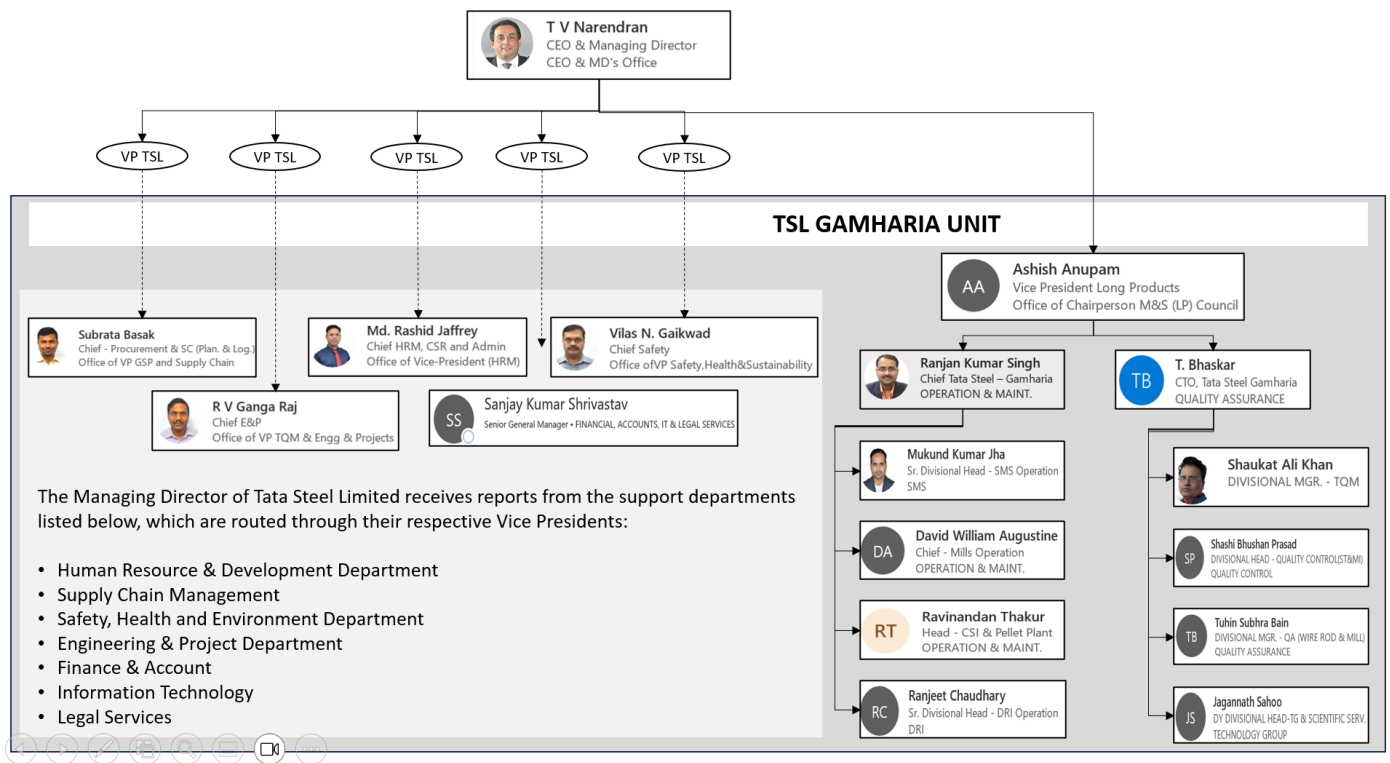 T V Narendran
CEO & Managing Director
CEO & MD's Office
VP TSL
VP TSL
VP TSL
VP TSL
VP TSL
TSL GAMHARIA UNIT
AA
Ashish Anupam
Vice President Long Products
Office of Chairperson M&S (LP) Council
Subrata Basak
Chief - Procurement & SC (Plan. & Log.)
Office of VP GSP and Supply Chain
Md. Rashid Jaffrey
Chief HRM, CSR and Admin
Office of Vice-President (HRM)
Vilas N. Gaikwad
Chief Safety
Office ofVP Safety,Health&Sustainability
R V Ganga Raj
Chief E&P
Office of VP TQM & Engg & Projects
SS
Sanjay Kumar Shrivastav
Senior General Manager • FINANCIAL, ACCOUNTS, IT & LEGAL SERVICES
The Managing Director of Tata Steel Limited receives reports from the support departments
listed below, which are routed through their respective Vice Presidents:
• Human Resource & Development Department
• Supply Chain Management
• Safety, Health and Environment Department
• Engineering & Project Department
• Finance & Account
• Information Technology
• Legal Services
Ranjan Kumar Singh
Chief Tata Steel – Gamharia
OPERATION & MAINT.
Mukund Kumar Jha
Sr. Divisional Head - SMS Operation
SMS
DA
David William Augustine
Chief - Mills Operation
OPERATION & MAINT.
RT
Ravinandan Thakur
Head - CSI & Pellet Plant
OPERATION & MAINT.
RC
Ranjeet Chaudhary
Sr. Divisional Head - DRI Operation
DRI
TB
T. Bhaskar
CTO, Tata Steel Gamharia
QUALITY ASSURANCE
Shaukat Ali Khan
DIVISIONAL MGR. - TQM
SP
Shashi Bhushan Prasad
DIVISIONAL HEAD - QUALITY CONTROL(ST&MI)
QUALITY CONTROL
TB
Tuhin Subhra Bain
DIVISIONAL MGR. - QA (WIRE ROD & MILL)
QUALITY ASSURANCE
JS
Jagannath Sahoo
DY DIVISIONAL HEAD-TG & SCIENTIFIC SERV.
TECHNOLOGY GROUP